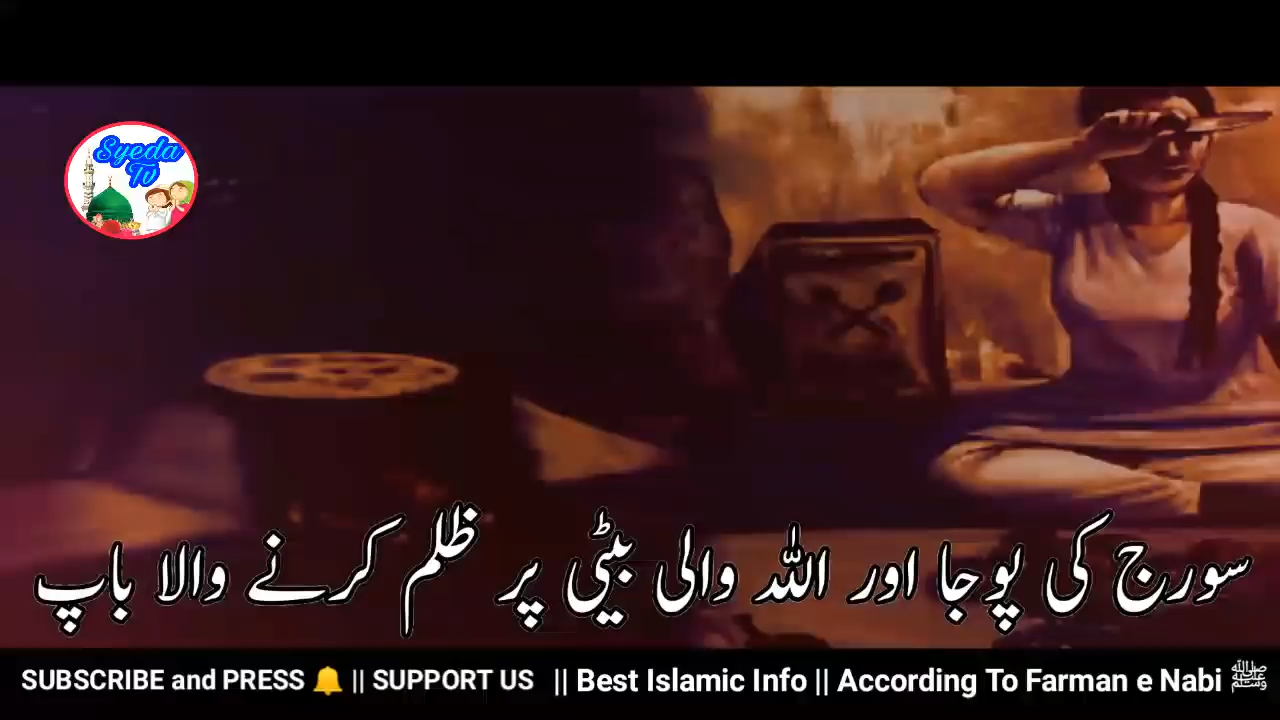 Syeda
Tv
سورج کی پوجا اور اللہ والی بیٹی پر ظلم کرنے والا باپ
SUBSCRIBE and PRESS 🔔 || SUPPORT US || Best Islamic Info || According To Farman e Nabi ﷺ